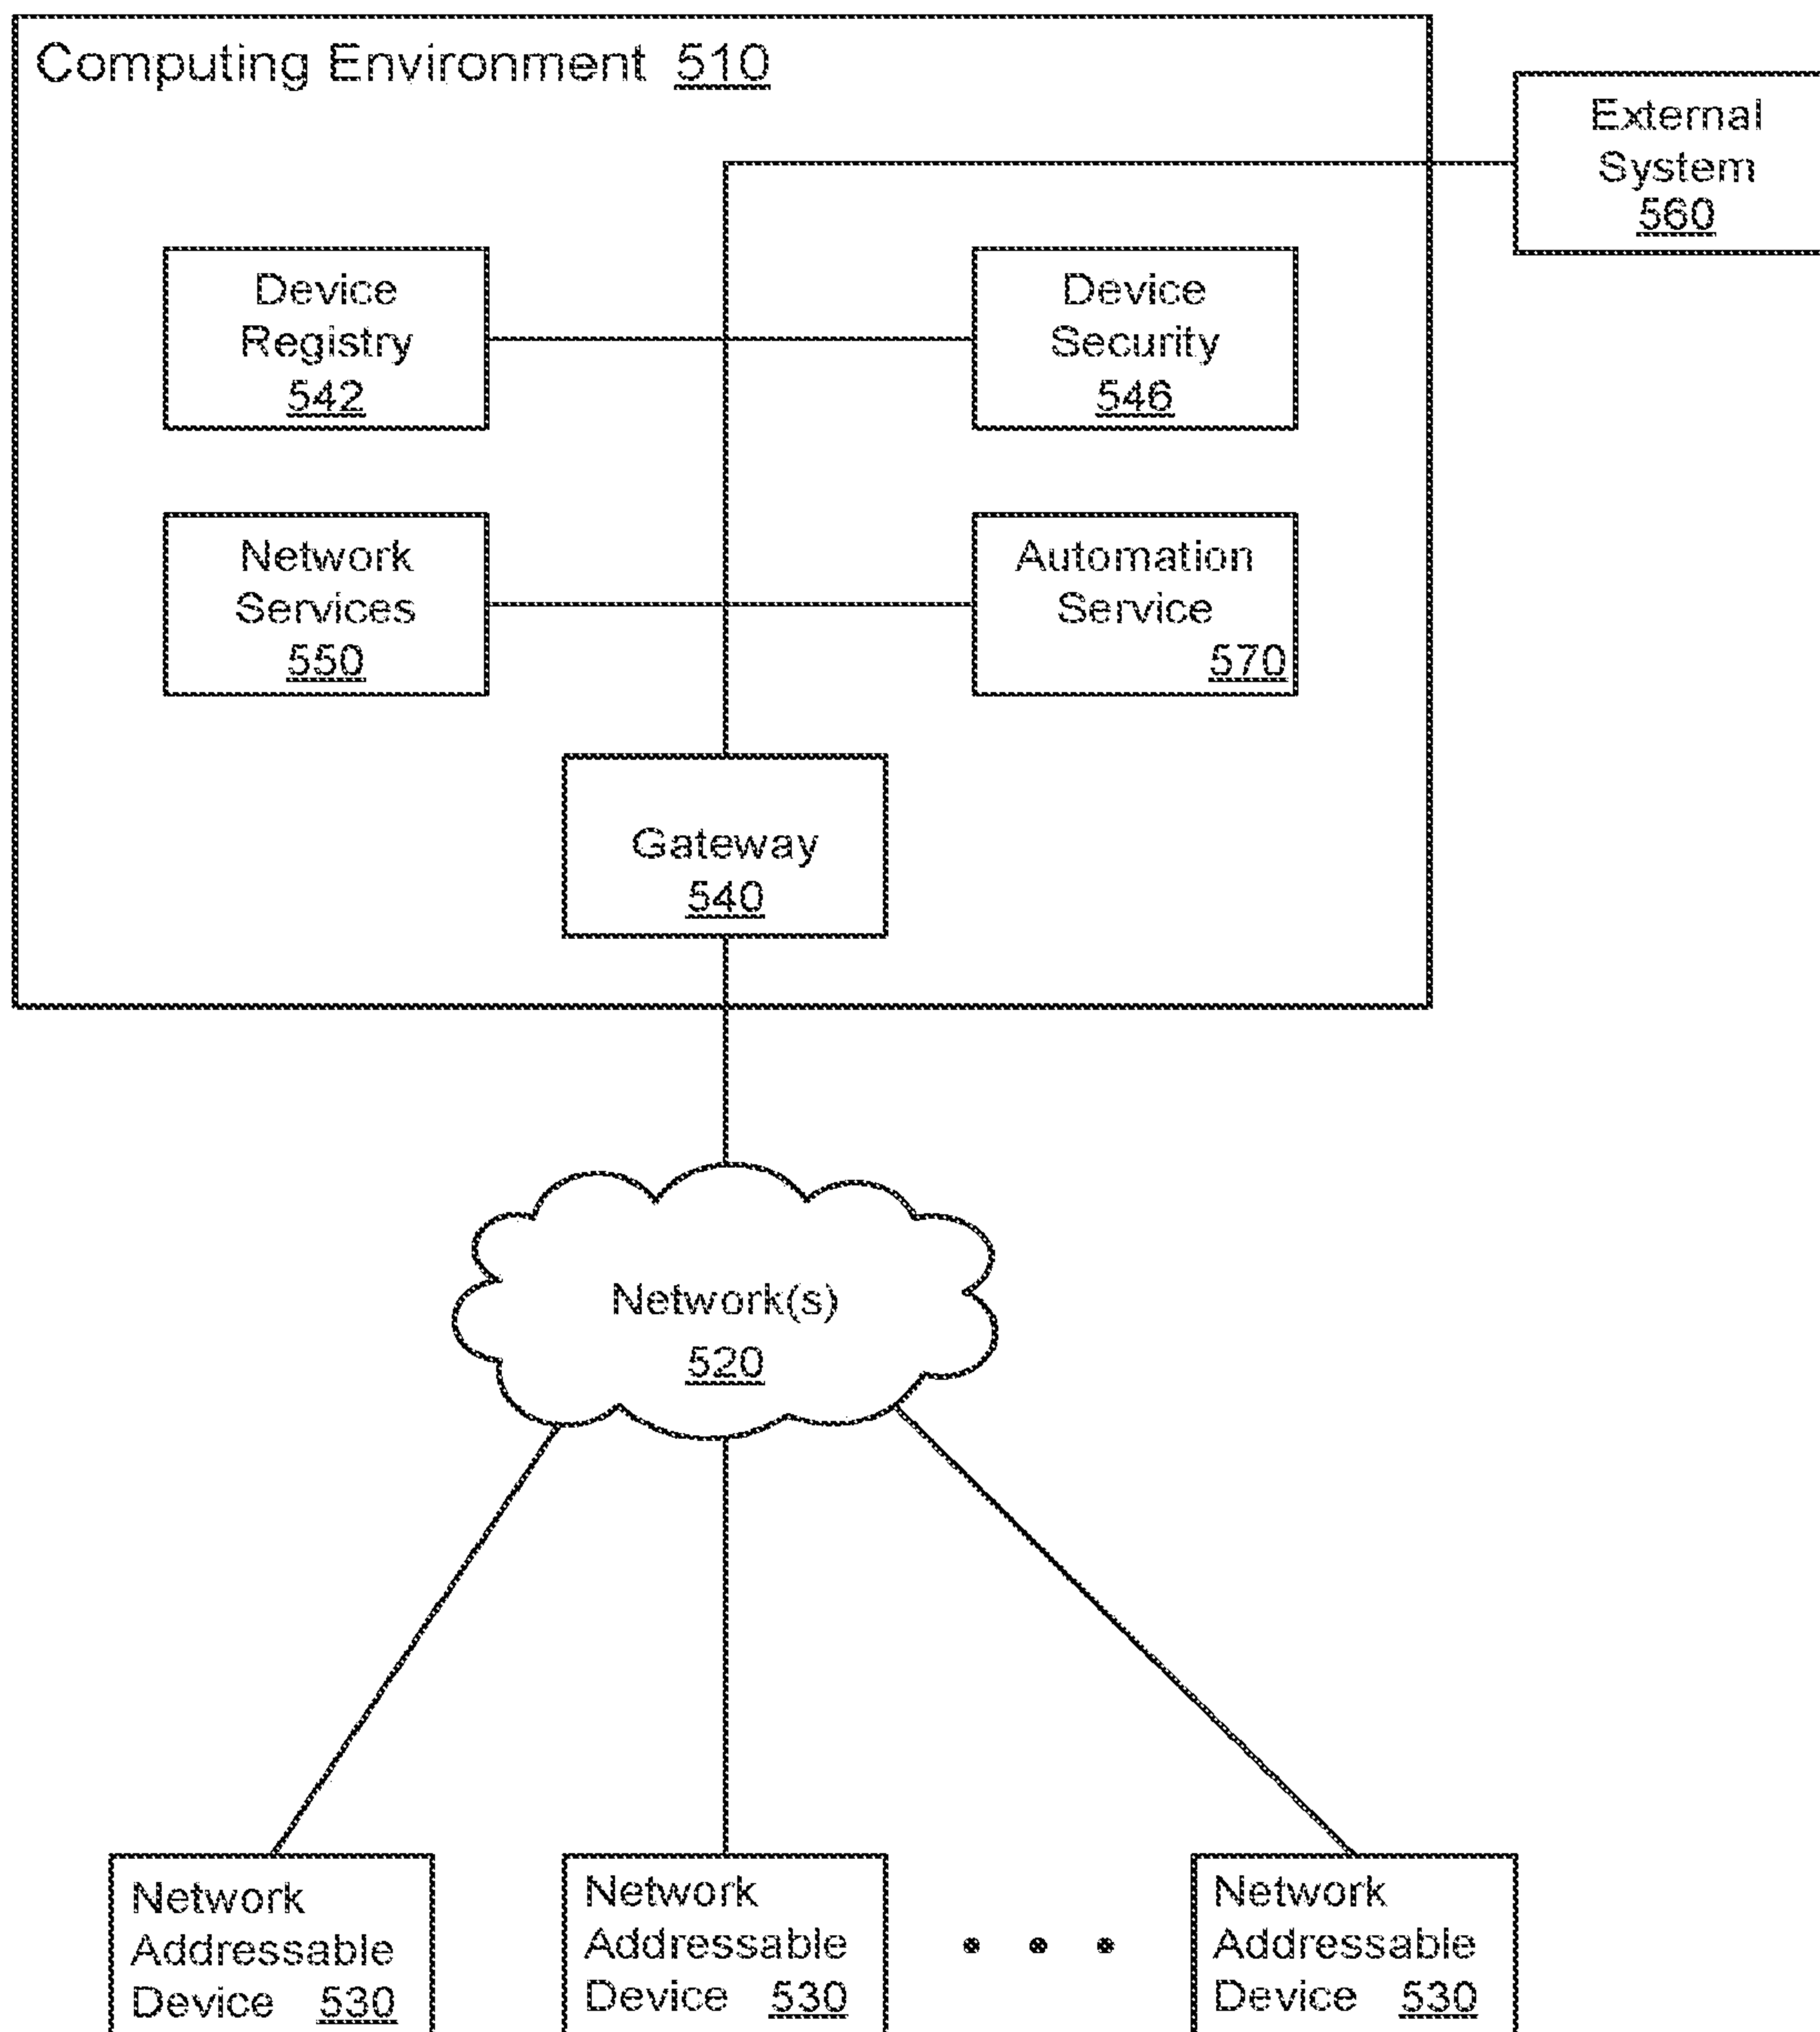 Computing Environment 510
External
System
560
Device
Registry
542
Device
Security
546
Network
Services
550
Automation
Service
570
Gateway
540
Network(s)
520
Network
Addressable
Device 530
Network
Addressable
Device 530
Network
Addressable
Device 530